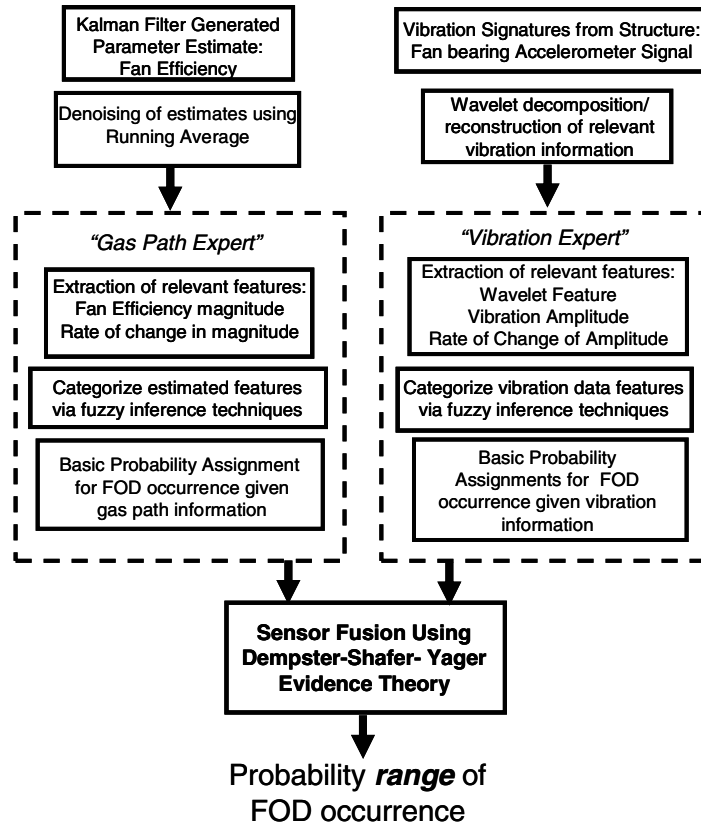 Kalman Filter Generated
Parameter Estimate:
Fan Efficiency
Denoising of estimates using
Running Average
"Gas Path Expert"
Extraction of relevant features:
Fan Efficiency magnitude
Rate of change in magnitude
Categorize estimated features
via fuzzy inference techniques
Basic Probability Assignment
for FOD occurrence given
gas path information
Vibration Signatures from Structure:
Fan bearing Accelerometer Signal
Wavelet decomposition/
reconstruction of relevant
vibration information
"Vibration Expert"
Extraction of relevant features:
Wavelet Feature
Vibration Amplitude
Rate of Change of Amplitude
Categorize vibration data features
via fuzzy inference techniques
Basic Probability
Assignments for FOD
occurrence given vibration
information
Sensor Fusion Using
Dempster-Shafer- Yager
Evidence Theory
Probability range of
FOD occurrence